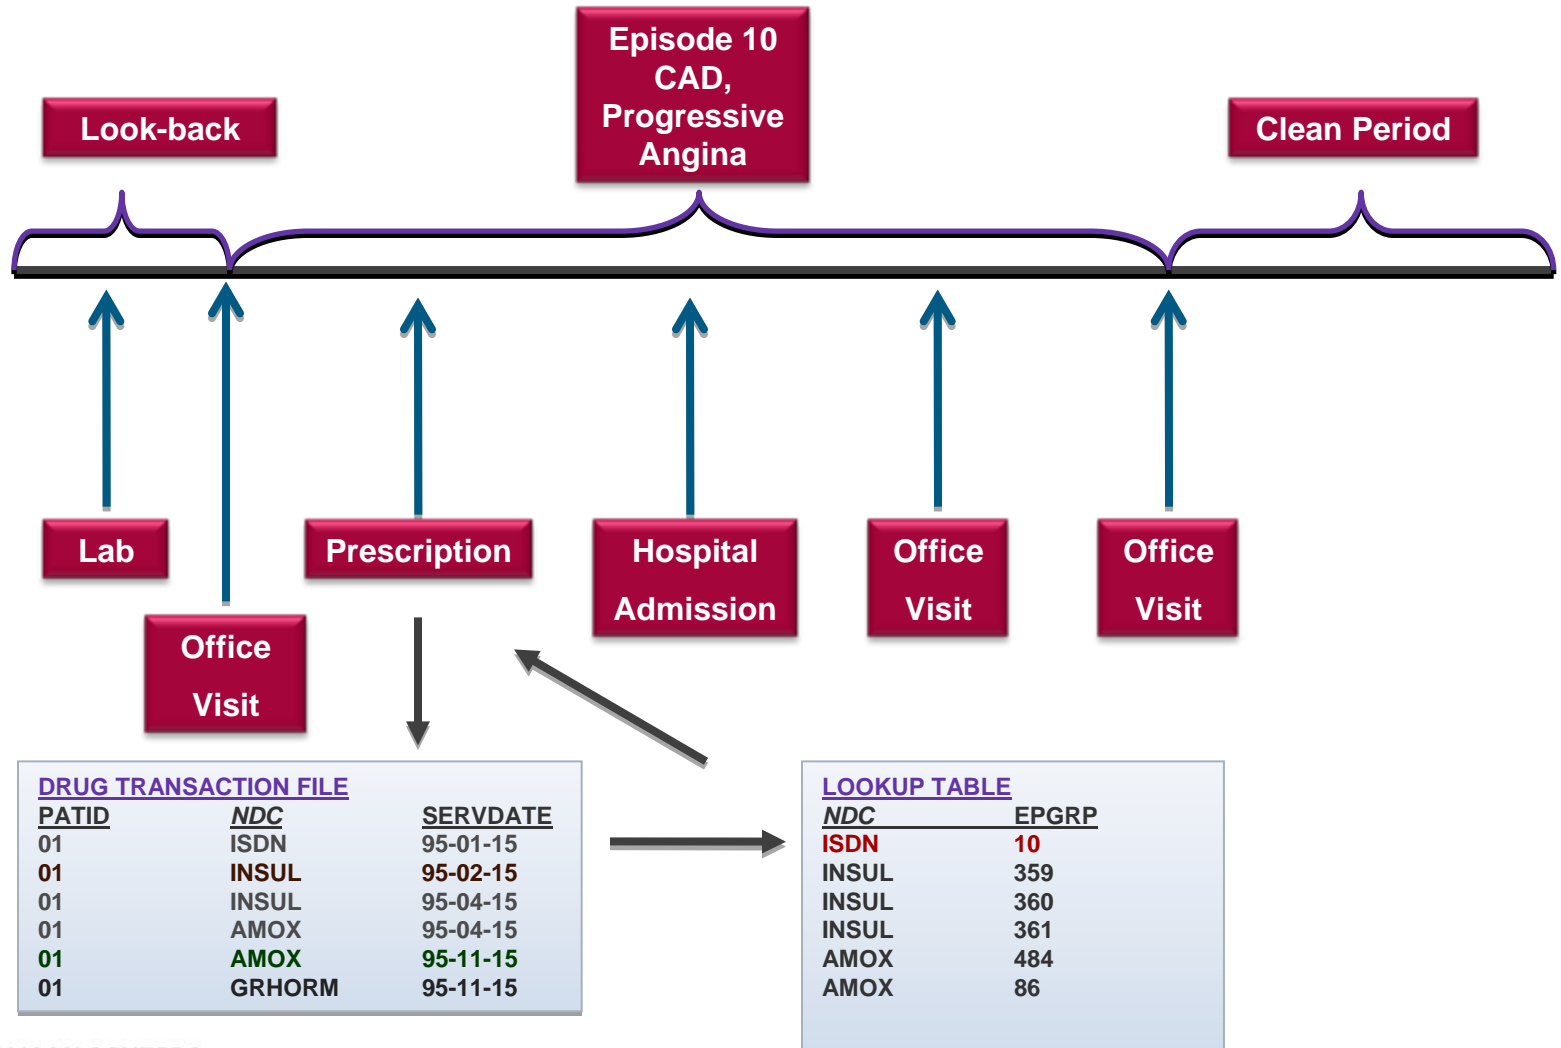 Episode 10
CAD,
Progressive
Angina
Look-back
Clean Period
Lab
Prescription
Hospital
Admission
Office
Visit
Office
Visit
Office
Visit
DRUG TRANSACTION FILE
PATID NDC SERVDATE
01 ISDN 95-01-15
01 INSUL 95-02-15
01 INSUL 95-04-15
01 AMOX 95-04-15
01 AMOX 95-11-15
01 GRHORM 95-11-15
LOOKUP TABLE
NDC EPGRP
ISDN 10
INSUL 359
INSUL 360
INSUL 361
AMOX 484
AMOX 86